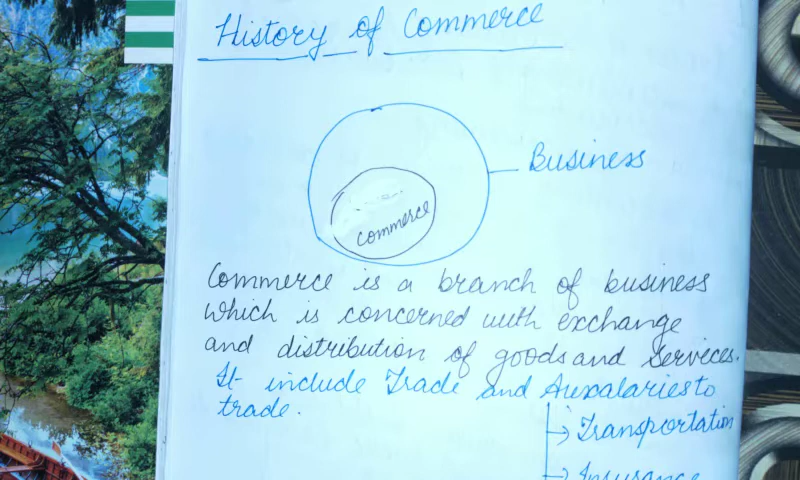 History of Commerce
Business
commerce
Commerce is a branch of business
which is concerned with exchange
and distribution of goods and services.
It include Trade and Auxalaries to
trade.
Transportation
Insurance